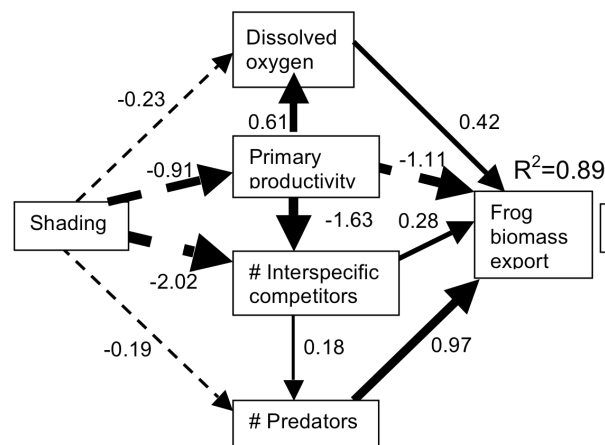 Dissolved
oxygen
-0.23
0.61
0.42
-0.91
Primary
productivity
-1.11
R²=0.89
Shading
-1.63
0.28
Frog
biomass
export
-2.02
# Interspecific
competitors
-0.19
0.18
0.97
# Predators